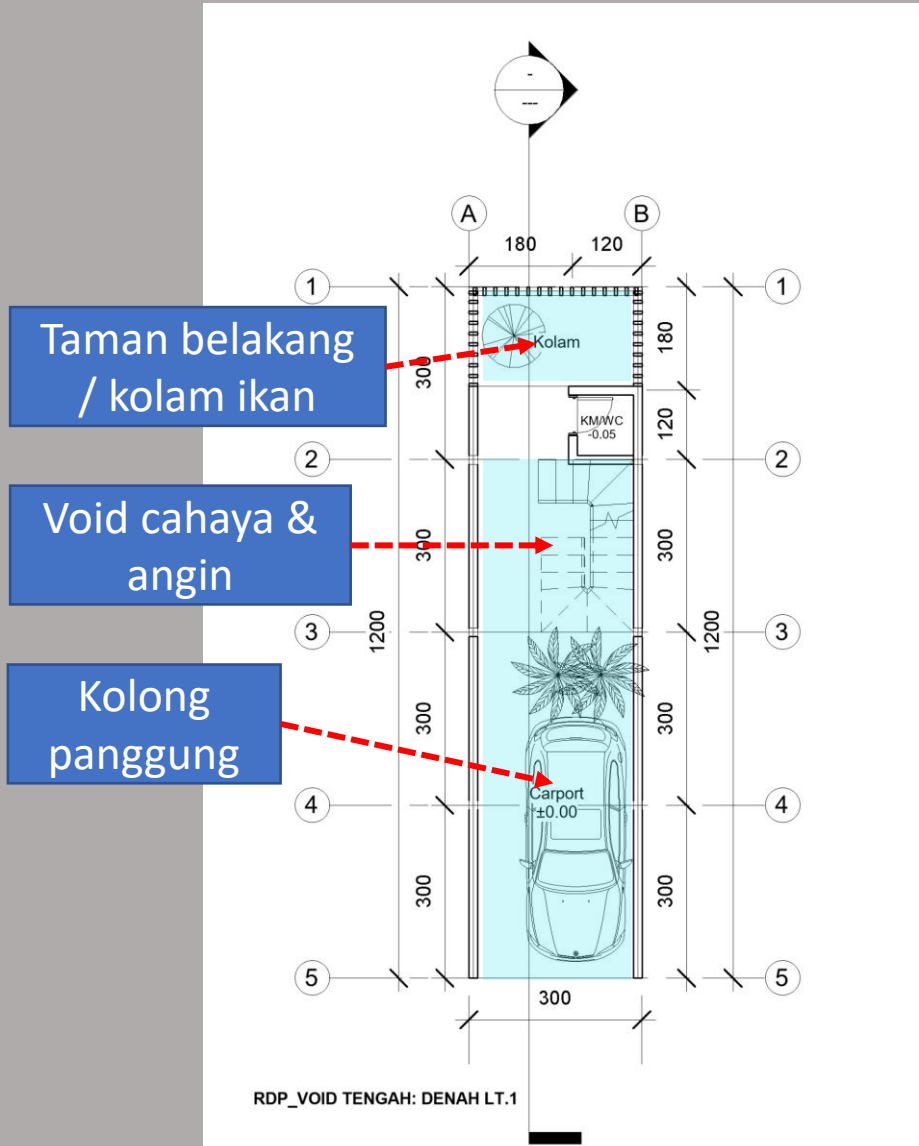 -
---
A
B
180
120
1
1
Taman belakang
/ kolam ikan
Kolam
300
180
KM/WC
-0.05
120
2
2
Void cahaya &
angin
300
300
3
3
1200
1200
Kolong
panggung
300
300
Carport
±0.00
4
4
300
300
5
5
300
RDP_VOID TENGAH: DENAH LT.1